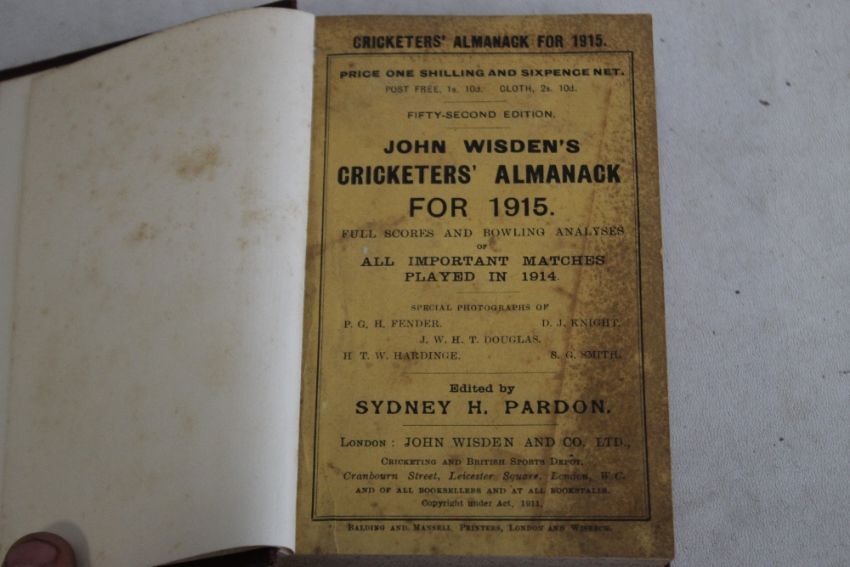 CRICKETERS' ALMANACK FOR 1915.
PRICE ONE SHILLING AND SIXPENCE NET.
POST FREE, 1s. 10d. CLOTH, 2s. 10d.
FIFTY-SECOND EDITION.
JOHN WISDEN'S
CRICKETERS' ALMANACK
FOR 1915.
FULL SCORES AND BOWLING ANALYSES
OF
ALL IMPORTANT MATCHES
PLAYED IN 1914.
SPECIAL PHOTOGRAPHS OF
P. G. H. FENDER. D. J. KNIGHT.
J. W. H. T. DOUGLAS.
H T. W. HARDINGE. S. G. SMITH.
Edited by
SYDNEY H. PARDON.
LONDON: JOHN WISDEN AND CO. LTD.,
CRICKETING AND BRITISH SPORTS DEPOT,
Cranbourn Street, Leicester Square, London, W.C.
AND OF ALL BOOKSELLERS AND AT ALL BOOKSTALLS.
Copyright under Act, 1911.
BALDING AND MANSELL, PRINTERS, LONDON AND WISBECH.